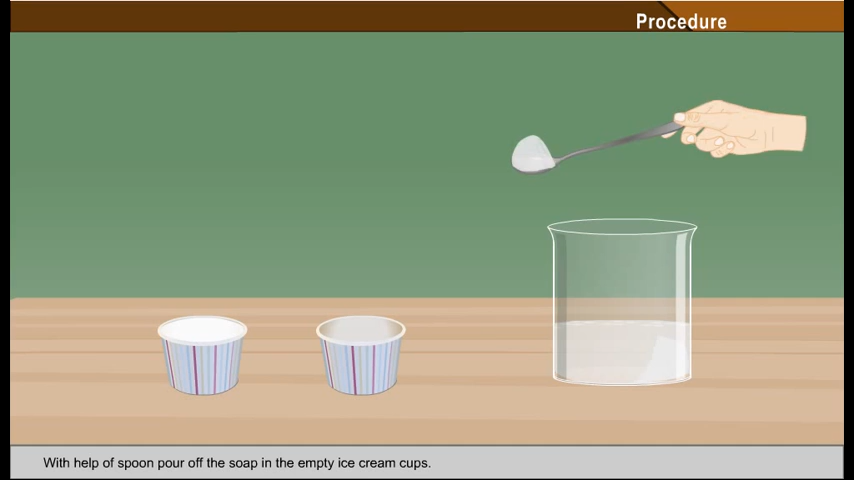 Procedure
With help of spoon pour off the soap in the empty ice cream cups.